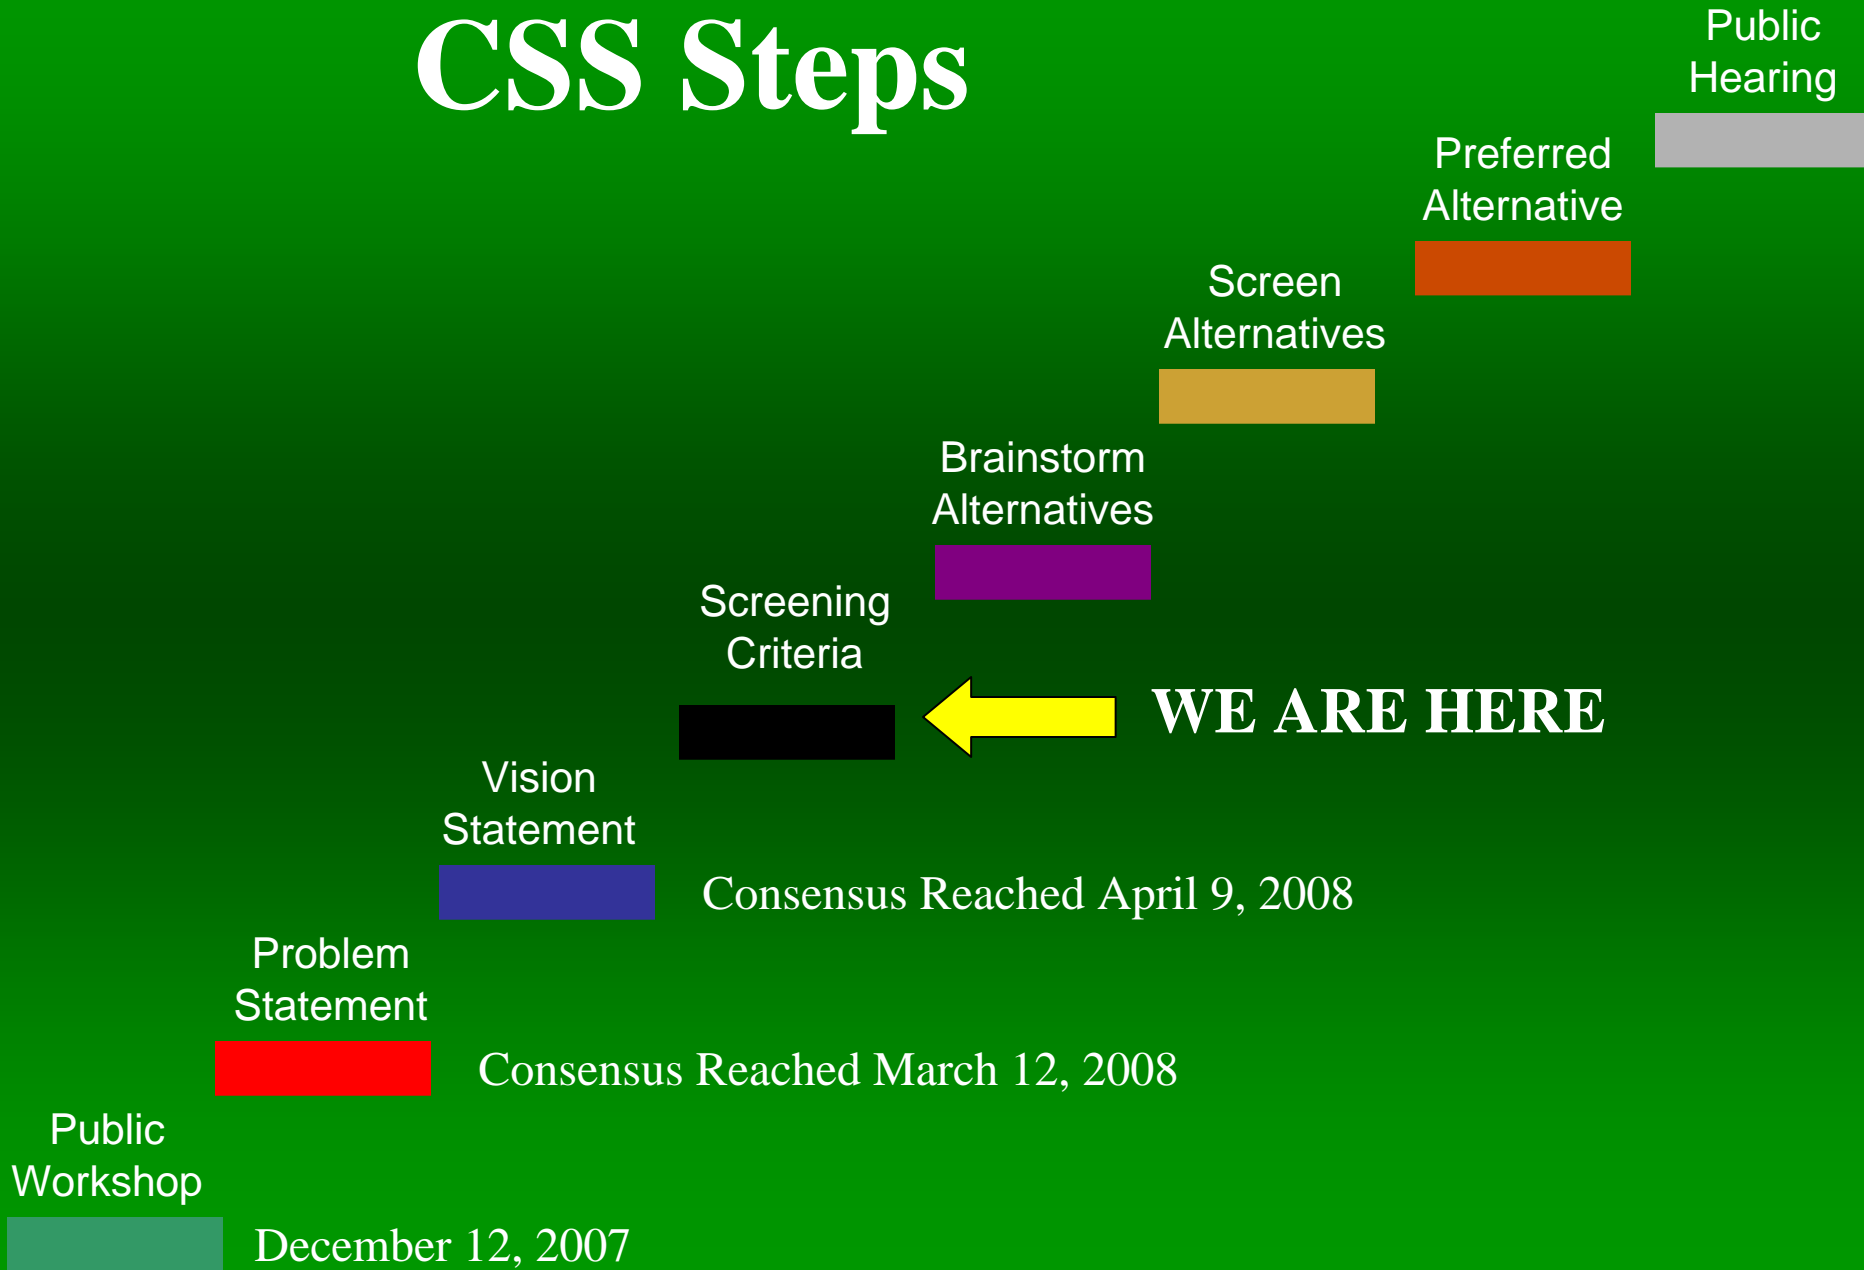 CSS Steps
Public
Hearing
Preferred
Alternative
Screen
Alternatives
Brainstorm
Alternatives
Screening
Criteria
WE ARE HERE
Vision
Statement
Consensus Reached April 9, 2008
Problem
Statement
Consensus Reached March 12, 2008
Public
Workshop
December 12, 2007